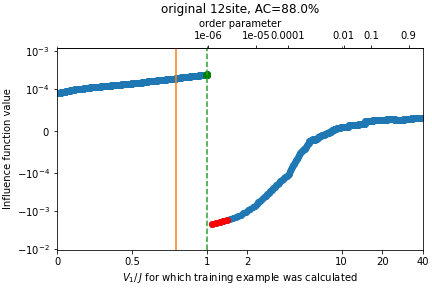 original 12site, AC=88.0%
order parameter
1e-06 1e-05 0.0001 0.01 0.1 0.9
10⁻³
10⁻⁴
0
−10⁻⁴
−10⁻³
−10⁻²
Influence function value
0 0.5 1 2 10 20 40
V₁/J for which training example was calculated